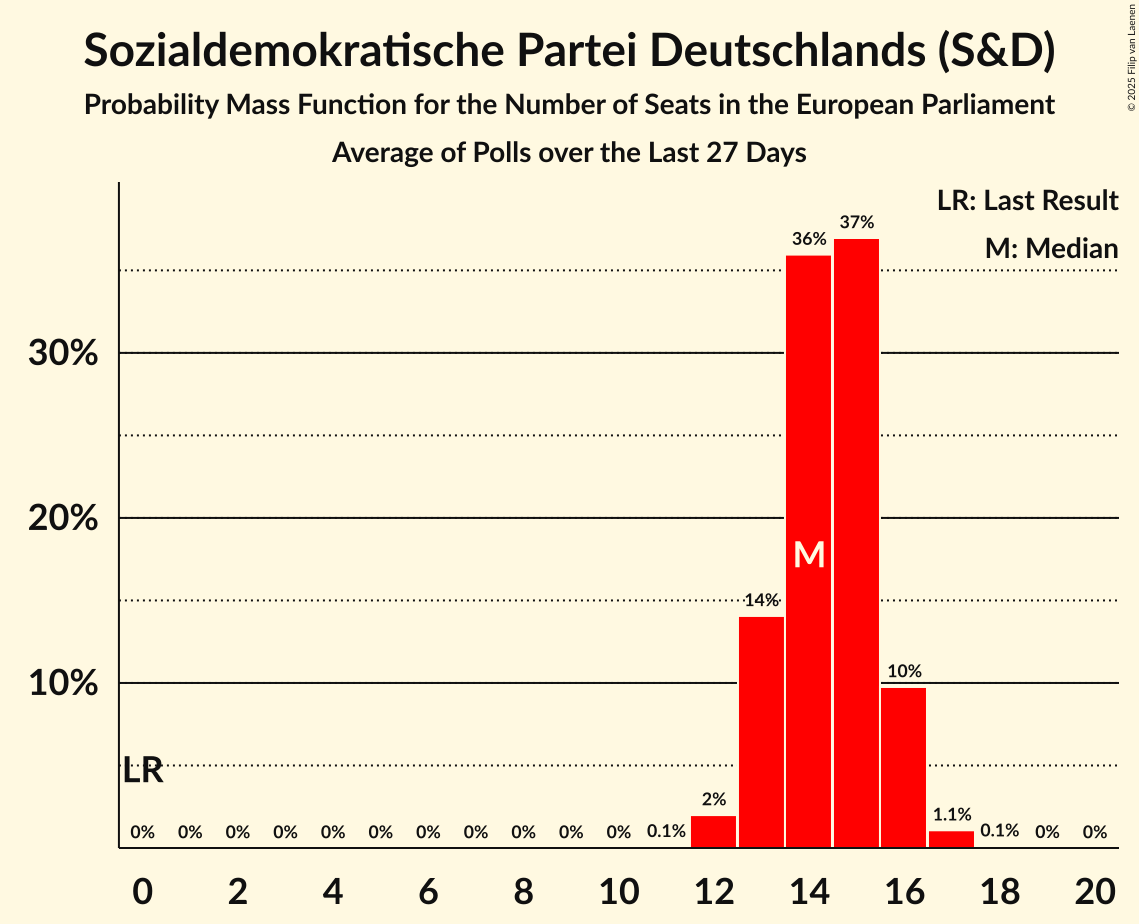 Sozialdemokratische Partei Deutschlands (S&D)
Probability Mass Function for the Number of Seats in the European Parliament
Average of Polls over the Last 27 Days
© 2025 Filip van Laenen
LR: Last Result
M: Median
37%
36%
30%
20%
M
14%
10%
10%
LR
2%
1.1%
0% 0% 0% 0% 0% 0% 0% 0% 0% 0% 0% 0.1% 0.1% 0% 0%
0 2 4 6 8 10 12 14 16 18 20